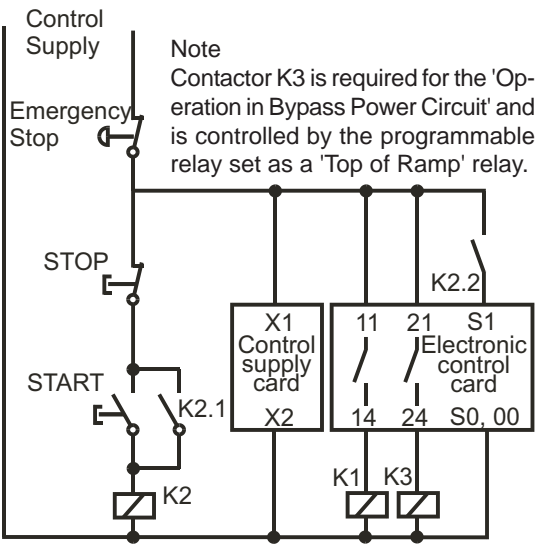 Control
Supply
Note
Contactor K3 is required for the 'Op-
eration in Bypass Power Circuit' and
is controlled by the programmable
relay set as a 'Top of Ramp' relay.
Emergency
Stop
STOP
K2.2
X1
11
21
S1
Control
supply
card
Electronic
control
card
START
K2.1
X2
14
24
S0, 00
K2
K1
K3